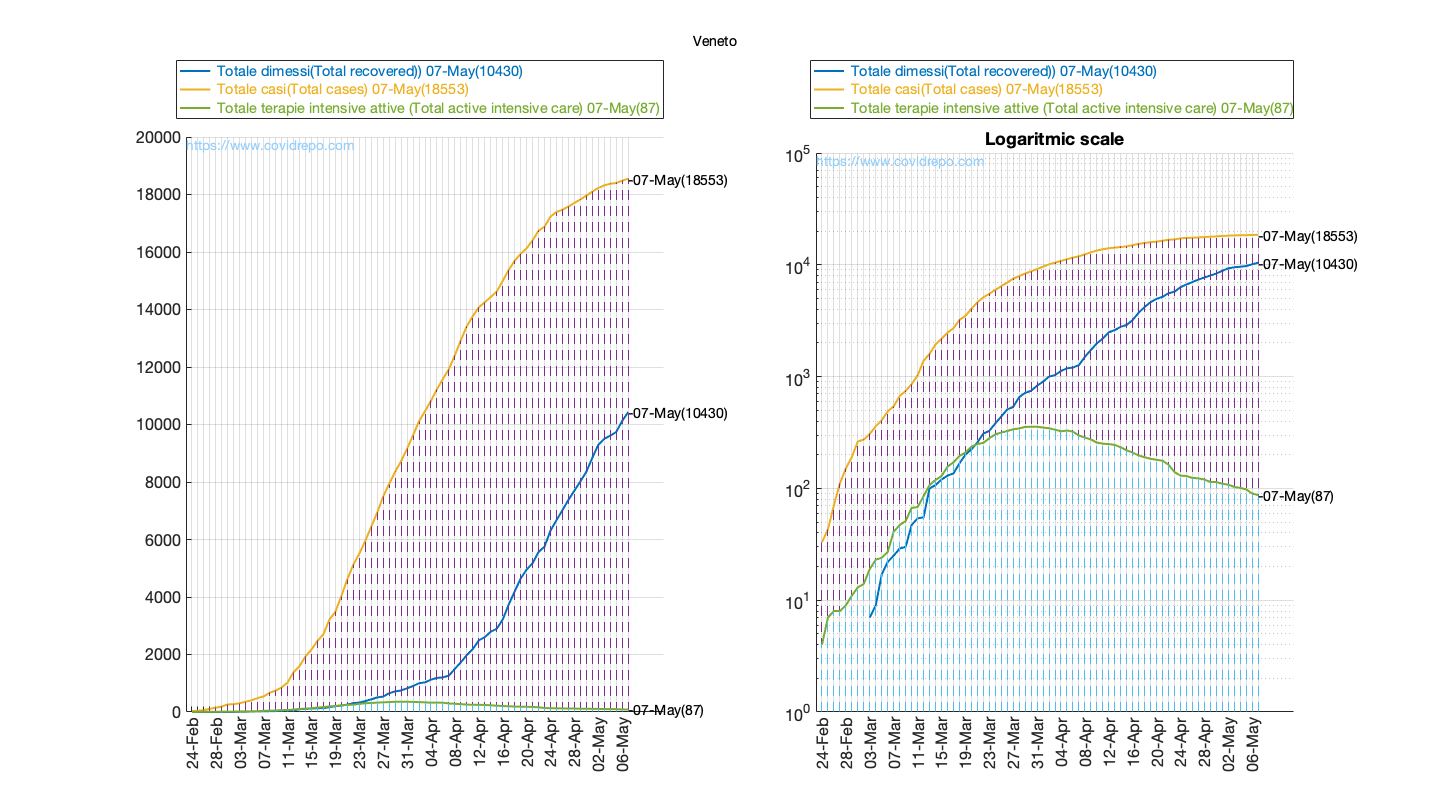 Veneto
Totale dimessi(Total recovered)) 07-May(10430)
Totale casi(Total cases) 07-May(18553)
Totale terapie intensive attive (Total active intensive care) 07-May(87)
20000
18000
16000
14000
12000
10000
8000
6000
4000
2000
0
https://www.covidrepo.com
-07-May(18553)
-07-May(10430)
-07-May(87)
24-Feb
28-Feb
03-Mar
07-Mar
11-Mar
15-Mar
19-Mar
23-Mar
27-Mar
31-Mar
04-Apr
08-Apr
12-Apr
16-Apr
20-Apr
24-Apr
28-Apr
02-May
06-May
Totale dimessi(Total recovered)) 07-May(10430)
Totale casi(Total cases) 07-May(18553)
Totale terapie intensive attive (Total active intensive care) 07-May(87)
Logaritmic scale
10^5
10^4
10^3
10^2
10^1
10^0
https://www.covidrepo.com
-07-May(18553)
-07-May(10430)
-07-May(87)
24-Feb
28-Feb
03-Mar
07-Mar
11-Mar
15-Mar
19-Mar
23-Mar
27-Mar
31-Mar
04-Apr
08-Apr
12-Apr
16-Apr
20-Apr
24-Apr
28-Apr
02-May
06-May